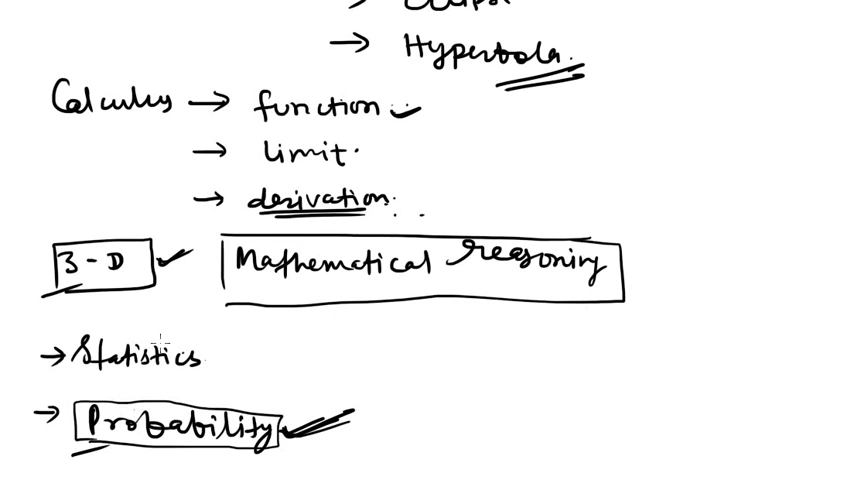 → Hyperbola.
Calculus → function
→ limit.
→ derivation..
3-D Mathematical reasoning
→ Statistics
→ Probability